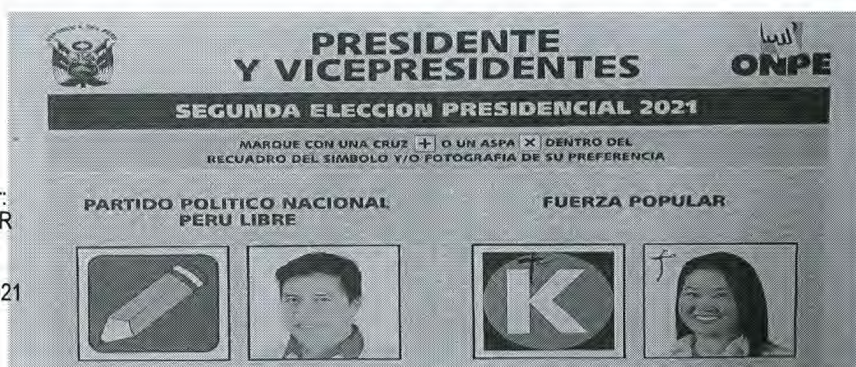 PRESIDENTE
Y VICEPRESIDENTES
ONPE
SEGUNDA ELECCION PRESIDENCIAL 2021
MARQUE CON UNA CRUZ + O UN ASPA X DENTRO DEL
RECUADRO DEL SIMBOLO Y/O FOTOGRAFIA DE SU PREFERENCIA
PARTIDO POLITICO NACIONAL
PERU LIBRE
FUERZA POPULAR
R
21
K